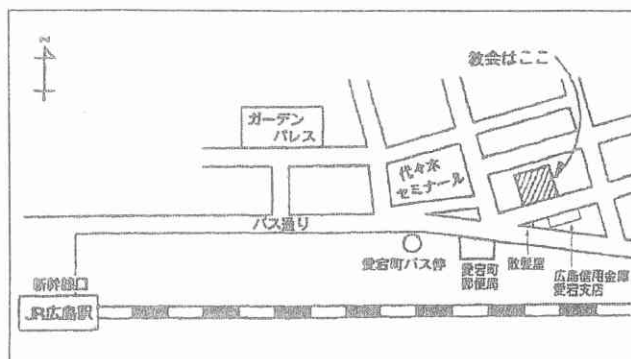 N
教会はここ
ガーデン
パレス
代々木
セミナール
バス通り
愛宕町バス停
愛宕町
郵便局
散髪屋
広島信用金庫
愛宕支店
新幹線口
JR広島駅